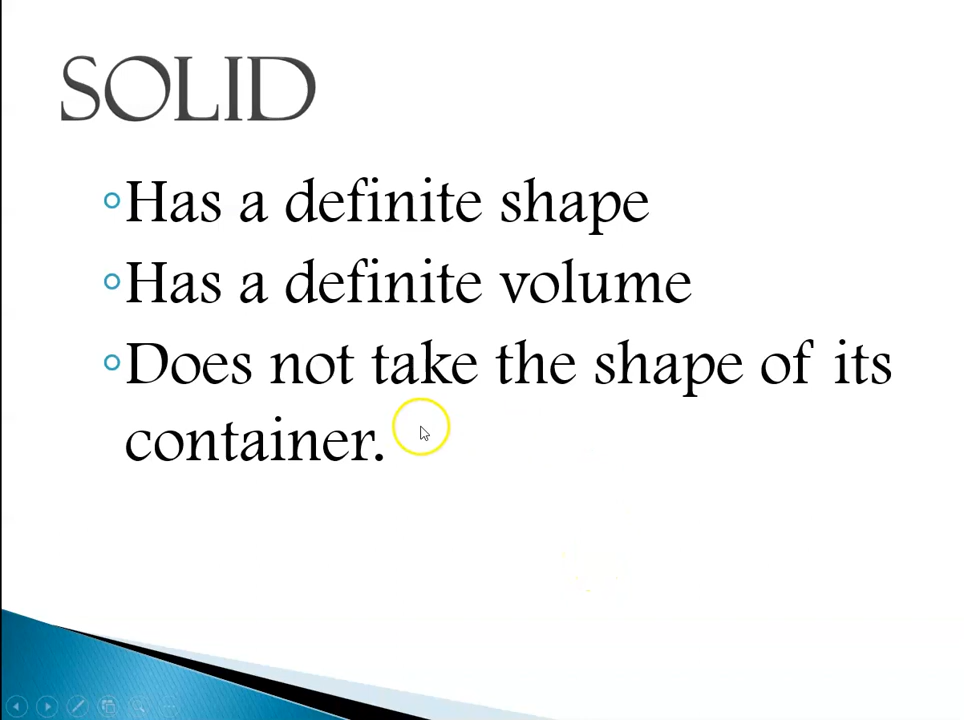 SOLID
◦Has a definite shape
◦Has a definite volume
◦Does not take the shape of its
container.